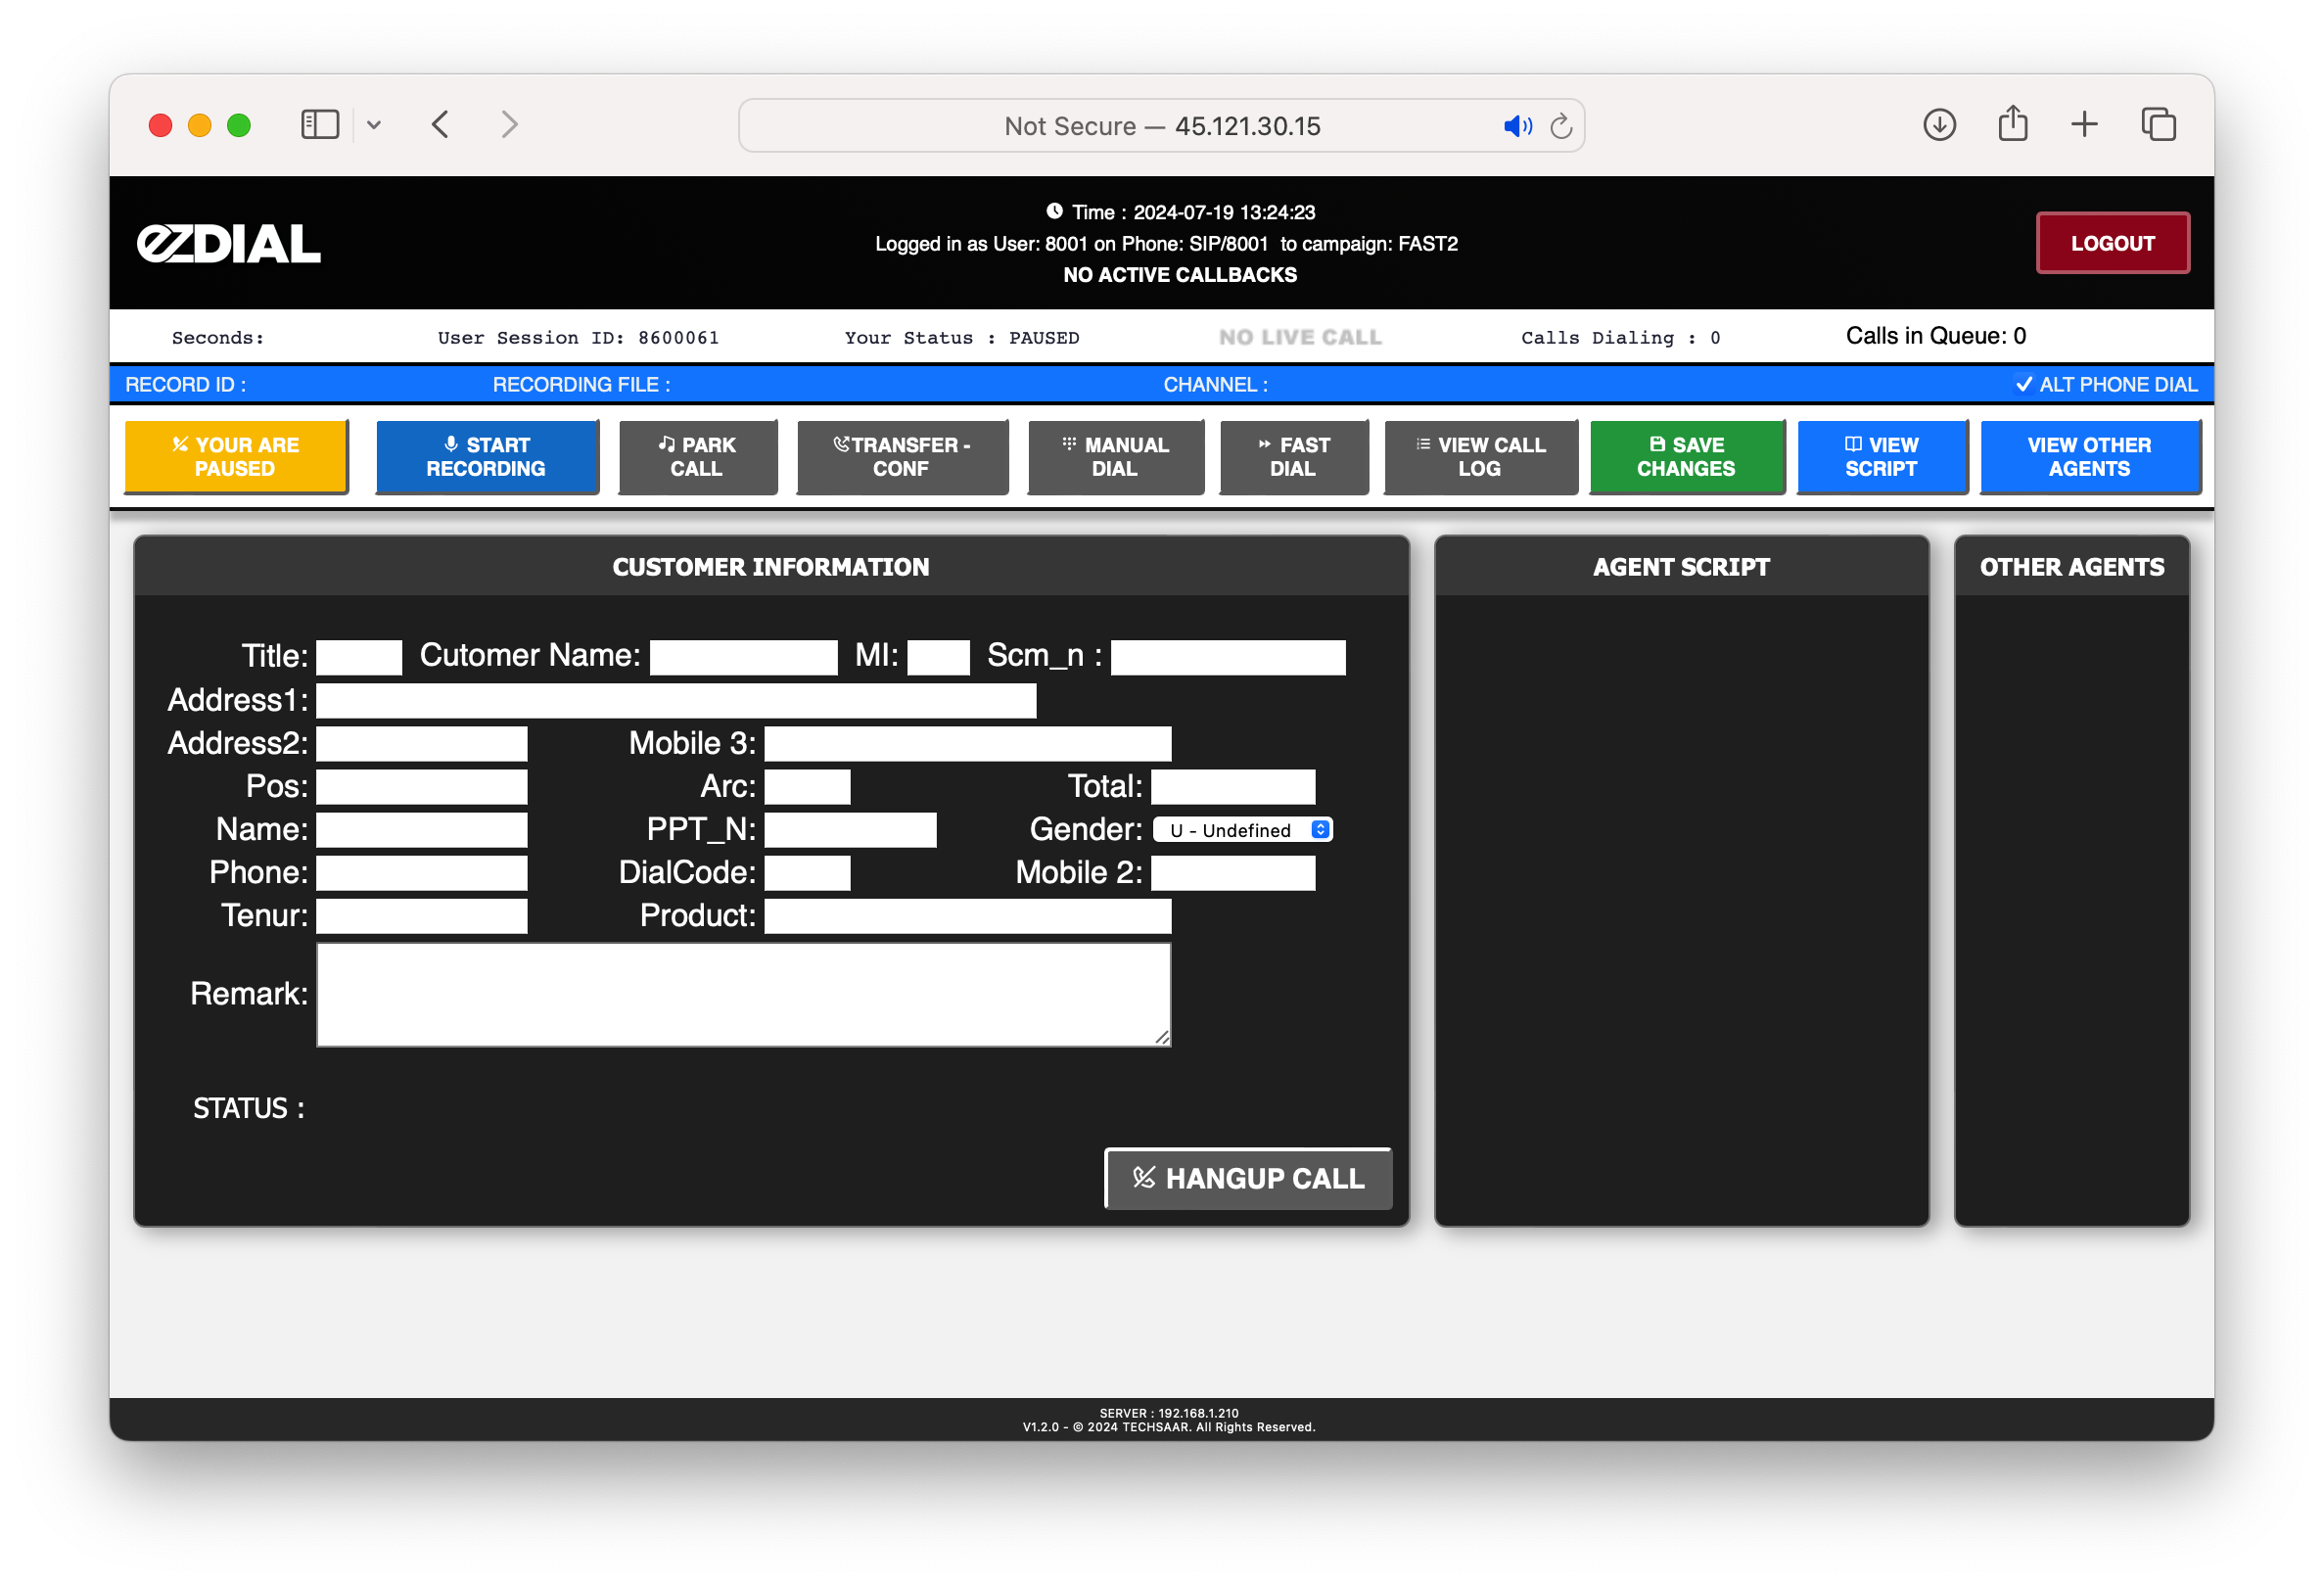 Not Secure — 45.121.30.15
ezDIAL
Time : 2024-07-19 13:24:23
Logged in as User: 8001 on Phone: SIP/8001 to campaign: FAST2
NO ACTIVE CALLBACKS
LOGOUT
Seconds: User Session ID: 8600061 Your Status : PAUSED NO LIVE CALL Calls Dialing : 0 Calls in Queue: 0
RECORD ID : RECORDING FILE : CHANNEL : ALT PHONE DIAL
YOUR ARE PAUSED
START RECORDING
PARK CALL
TRANSFER - CONF
MANUAL DIAL
FAST DIAL
VIEW CALL LOG
SAVE CHANGES
VIEW SCRIPT
VIEW OTHER AGENTS
CUSTOMER INFORMATION
Title: Cutomer Name: MI: Scm_n :
Address1:
Address2: Mobile 3:
Pos: Arc: Total:
Name: PPT_N: Gender: U - Undefined
Phone: DialCode: Mobile 2:
Tenur: Product:
Remark:
STATUS :
HANGUP CALL
AGENT SCRIPT
OTHER AGENTS
SERVER : 192.168.1.210
V1.2.0 - © 2024 TECHSAAR. All Rights Reserved.